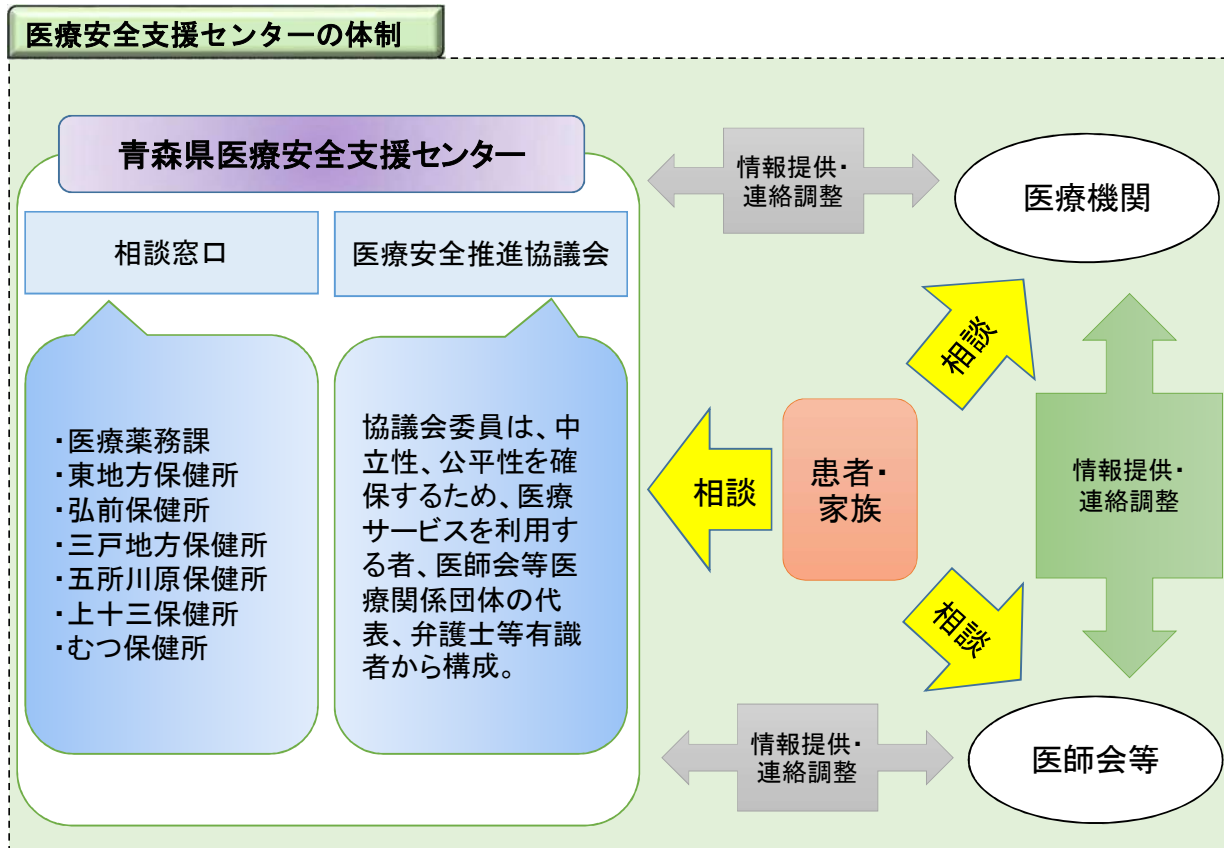 医療安全支援センターの体制
青森県医療安全支援センター
相談窓口
医療安全推進協議会
・医療薬務課
・東地方保健所
・弘前保健所
・三戸地方保健所
・五所川原保健所
・上十三保健所
・むつ保健所
協議会委員は、中
立性、公平性を確
保するため、医療
サービスを利用す
る者、医師会等医
療関係団体の代
表、弁護士等有識
者から構成。
情報提供・
連絡調整
医療機関
相談
相談
患者・
家族
情報提供・
連絡調整
相談
情報提供・
連絡調整
医師会等